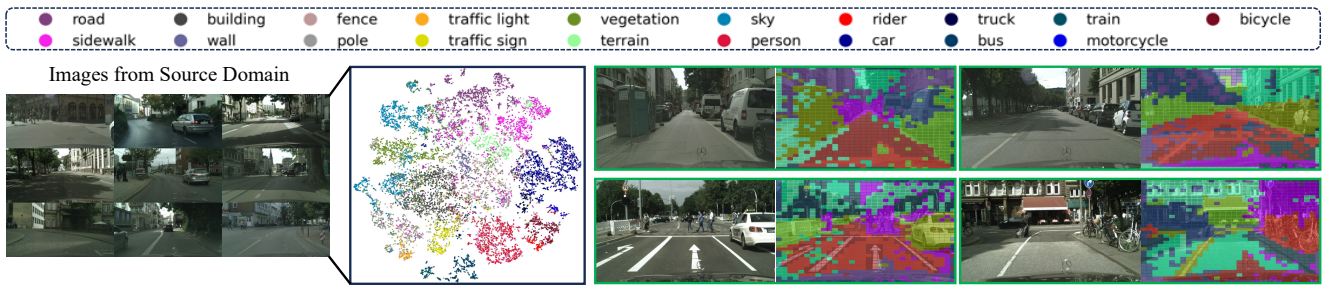 road building fence traffic light vegetation sky rider truck train bicycle
sidewalk wall pole traffic sign terrain person car bus motorcycle
Images from Source Domain